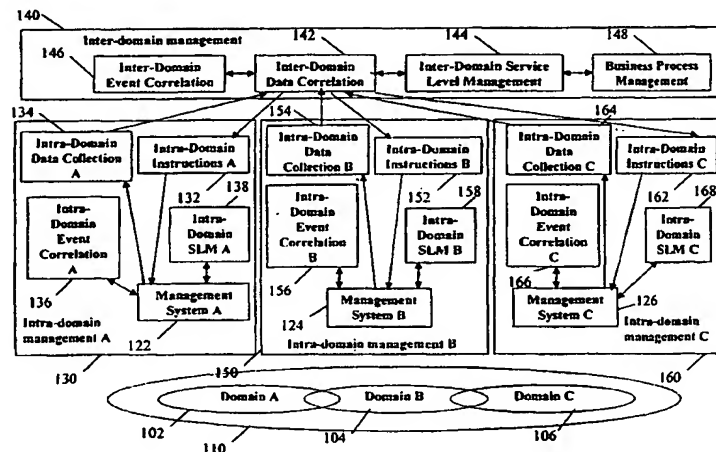 140
142
144
148
Inter-domain management
146
Inter-Domain
Event Correlation
Inter-Domain
Data Correlation
Inter-Domain Service
Level Management
Business Process
Management
134
154
164
Intra-Domain
Data Collection
A
Intra-Domain
Instructions A
132
138
Intra-
Domain
Event
Correlation
A
Intra-
Domain
SLM A
136
Management
System A
Intra-domain
management A
122
130
Intra-Domain
Data
Collection B
Intra-Domain
Instructions B
152
158
Intra-
Domain
Event
Correlation
B
Intra-
Domain
SLM B
156
Management
System B
124
Intra-domain management B
150
Intra-Domain
Data
Collection C
Intra-Domain
Instructions C
162
168
Intra-
Domain
Event
Correlation
C
Intra-
Domain
SLM C
166
Management
System C
126
Intra-domain
management C
160
Domain A
Domain B
Domain C
102
104
106
110